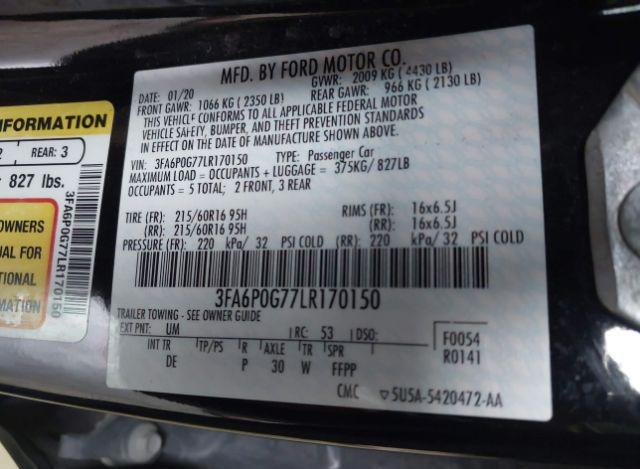 INFORMATION
2 REAR: 3
827 lbs.
OWNERS
UAL FOR
TIONAL
MATION
3FA6P0G77LR170150
MFD. BY FORD MOTOR CO.
DATE: 01/20 GVWR: 2009 KG (4430 LB)
FRONT GAWR: 1066 KG (2350 LB) REAR GAWR: 966 KG (2130 LB)
THIS VEHICLE CONFORMS TO ALL APPLICABLE FEDERAL MOTOR
VEHICLE SAFETY, BUMPER, AND THEFT PREVENTION STANDARDS
IN EFFECT ON THE DATE OF MANUFACTURE SHOWN ABOVE.
VIN: 3FA6P0G77LR170150 TYPE: Passenger Car
MAXIMUM LOAD = OCCUPANTS + LUGGAGE = 375KG/ 827LB
OCCUPANTS = 5 TOTAL; 2 FRONT, 3 REAR
TIRE (FR): 215/60R16 95H RIMS (FR): 16x6.5J
(RR): 215/60R16 95H (RR): 16x6.5J
PRESSURE (FR): 220 kPa/ 32 PSI COLD (RR): 220 kPa/ 32 PSI COLD
3FA6P0G77LR170150
TRAILER TOWING - SEE OWNER GUIDE
EXT PNT: UM RC: 53 DSO: F0054
INT TR TP/PS R AXLE TR SPR R0141
DE P 30 W FFPP
CMC ▽5U5A-5420472-AA